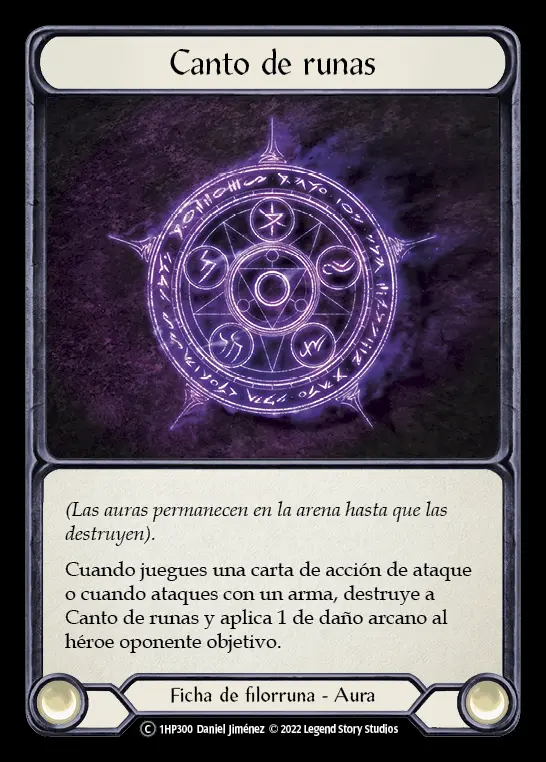 Canto de runas
(Las auras permanecen en la arena hasta que las
destruyen).
Cuando juegues una carta de acción de ataque
o cuando ataques con un arma, destruye a
Canto de runas y aplica 1 de daño arcano al
héroe oponente objetivo.
Ficha de filorruna - Aura
C 1HP300 Daniel Jiménez © 2022 Legend Story Studios